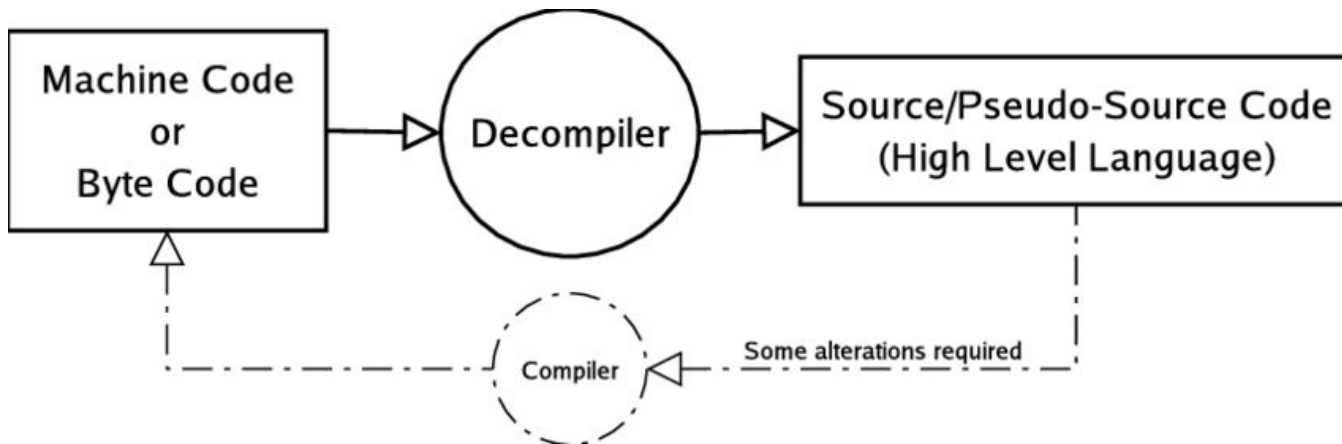 Machine Code
or
Byte Code
Decompiler
Source/Pseudo-Source Code
(High Level Language)
Some alterations required
Compiler